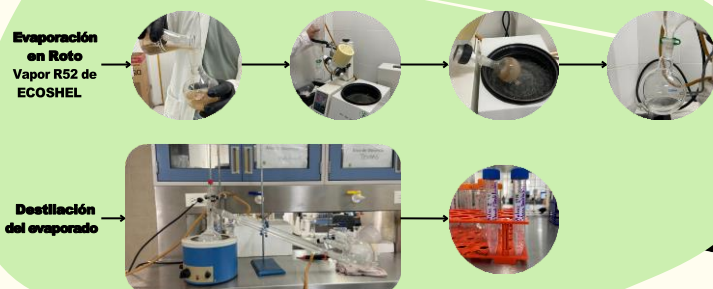 Evaporación
en Roto
Vapor R52 de
ECOSHEL
Destilación
del evaporado